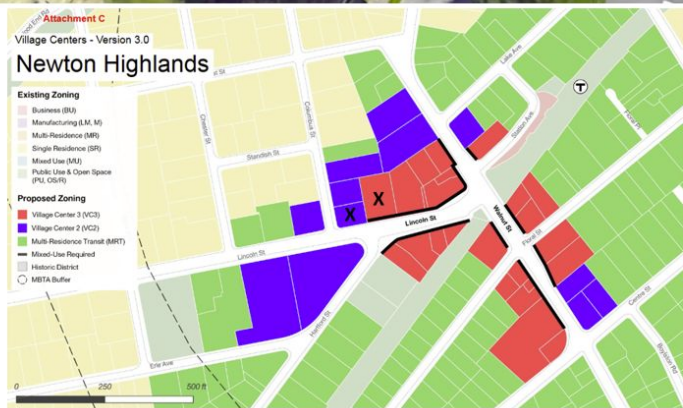 Attachment C
Village Centers - Version 3.0
Newton Highlands
Existing Zoning
Business (BU)
Manufacturing (LM, M)
Multi-Residence (MR)
Single Residence (SR)
Mixed Use (MU)
Public Use & Open Space
(PU, OS/R)
Proposed Zoning
Village Center 3 (VC3)
Village Center 2 (VC2)
Multi-Residence Transit (MRT)
Mixed-Use Required
Historic District
MBTA Buffer
Chester St
Columbus St
Standish St
Lake Ave
Station Ave
T
Floral Pl
X
X
Lincoln St
Walnut St
Floral St
Lincoln St
Hartford St
Centre St
Boylston Rd
Erie Ave
0
250
500 ft